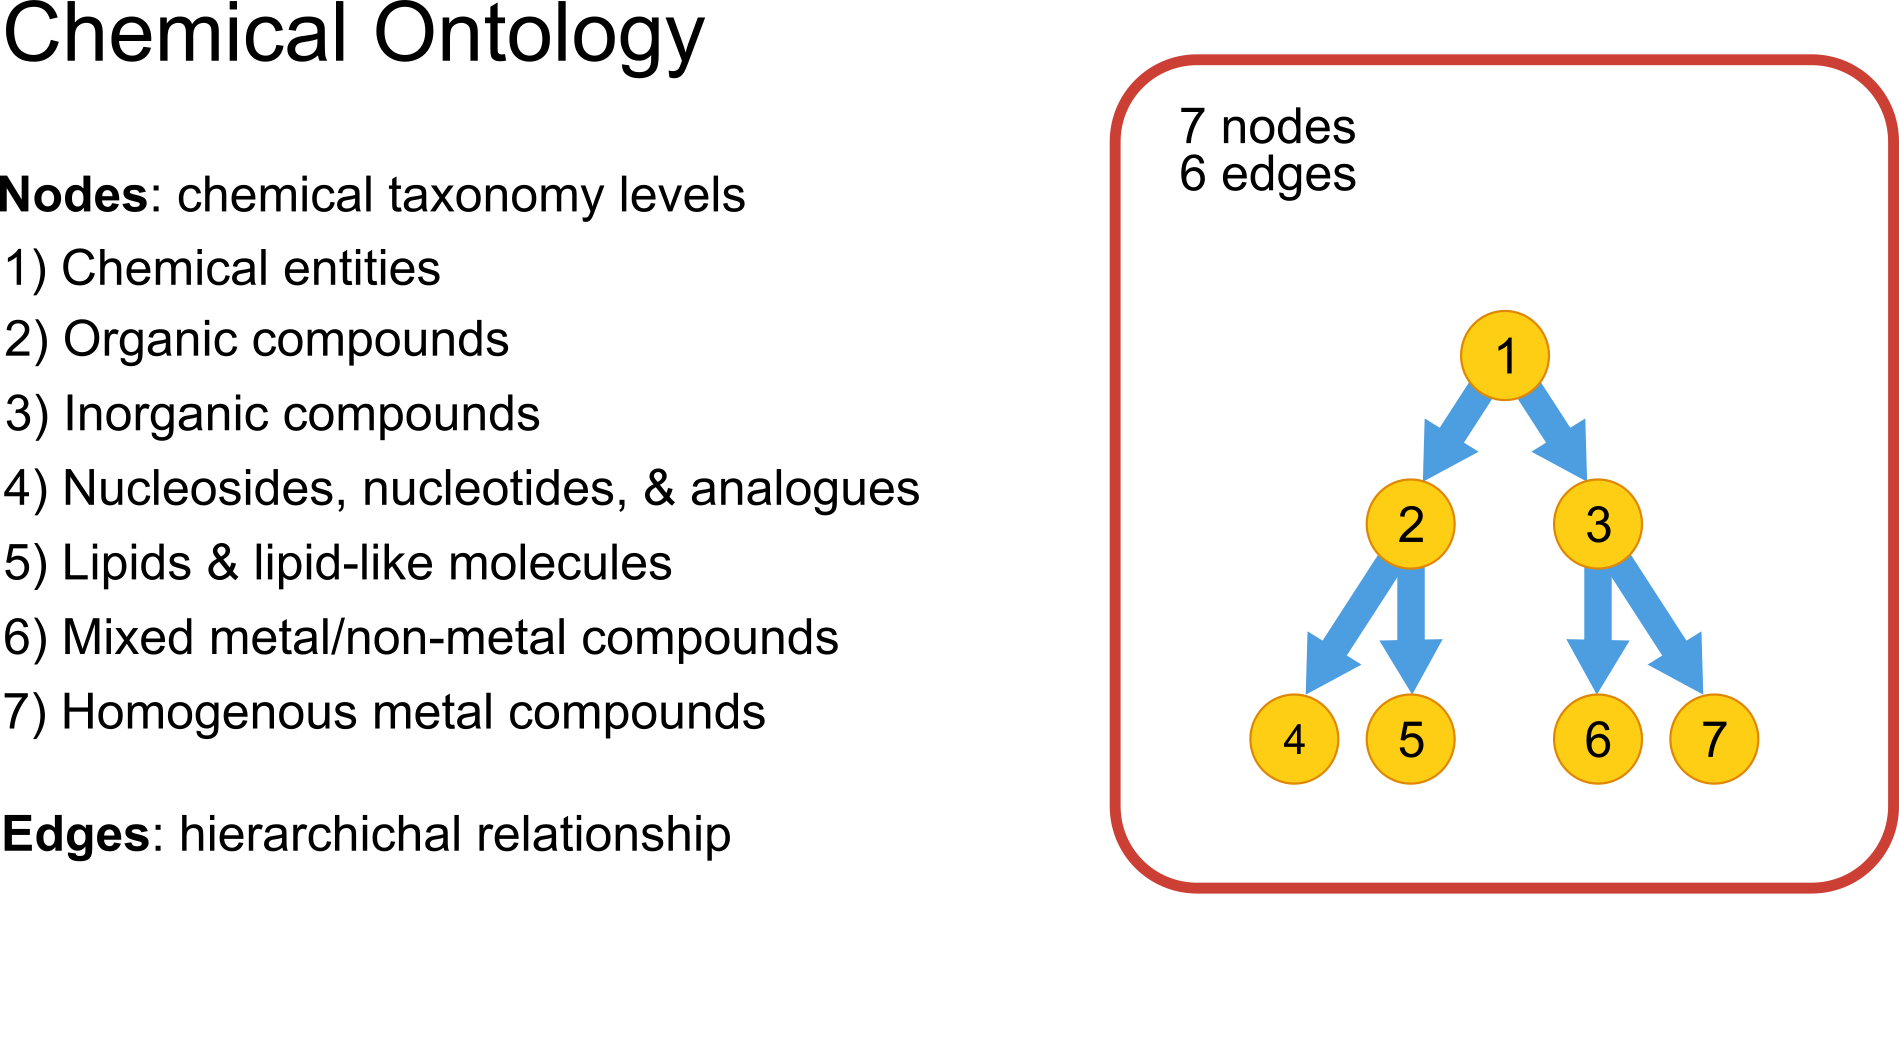 Chemical Ontology
Nodes: chemical taxonomy levels
1) Chemical entities
2) Organic compounds
3) Inorganic compounds
4) Nucleosides, nucleotides, & analogues
5) Lipids & lipid-like molecules
6) Mixed metal/non-metal compounds
7) Homogenous metal compounds
Edges: hierarchichal relationship
7 nodes
6 edges
1
2 3
4 5 6 7